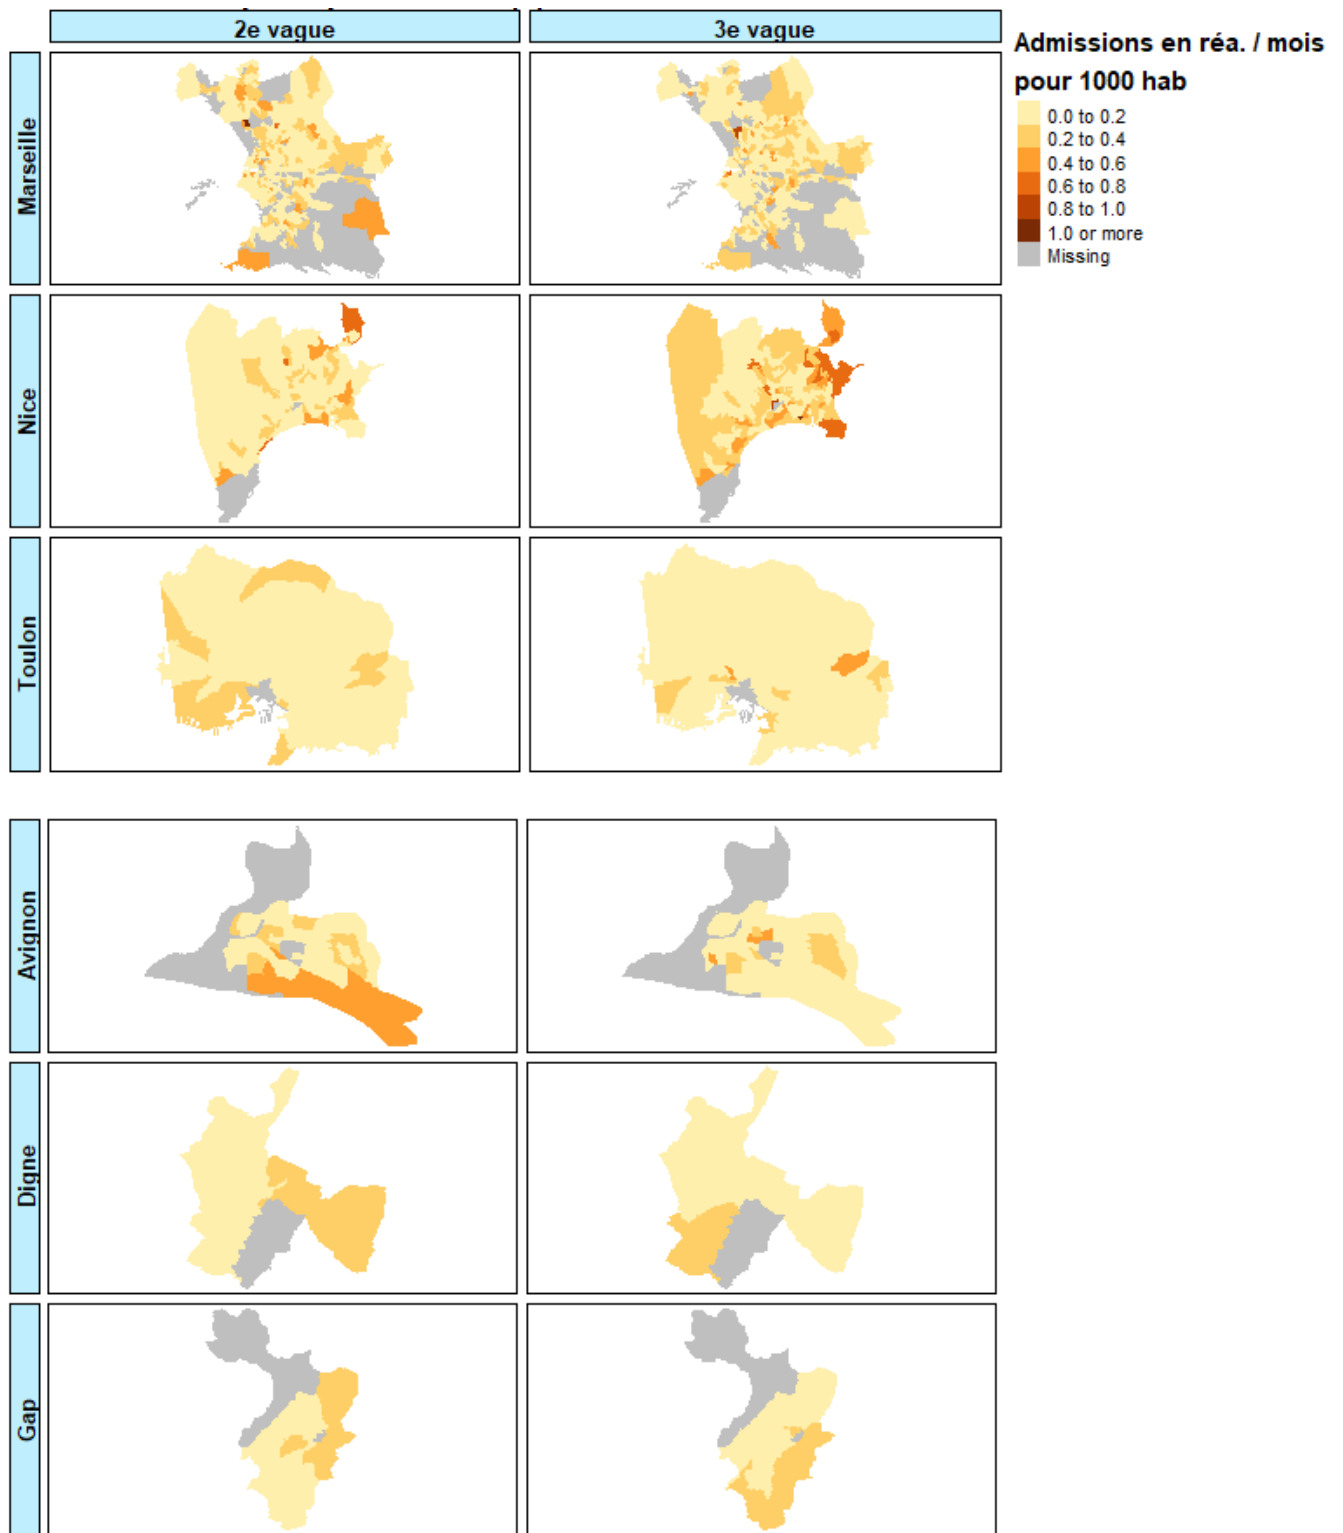 2e vague
3e vague
Admissions en réa. / mois
pour 1000 hab
0.0 to 0.2
0.2 to 0.4
0.4 to 0.6
0.6 to 0.8
0.8 to 1.0
1.0 or more
Missing
Marseille
Nice
Toulon
Avignon
Digne
Gap